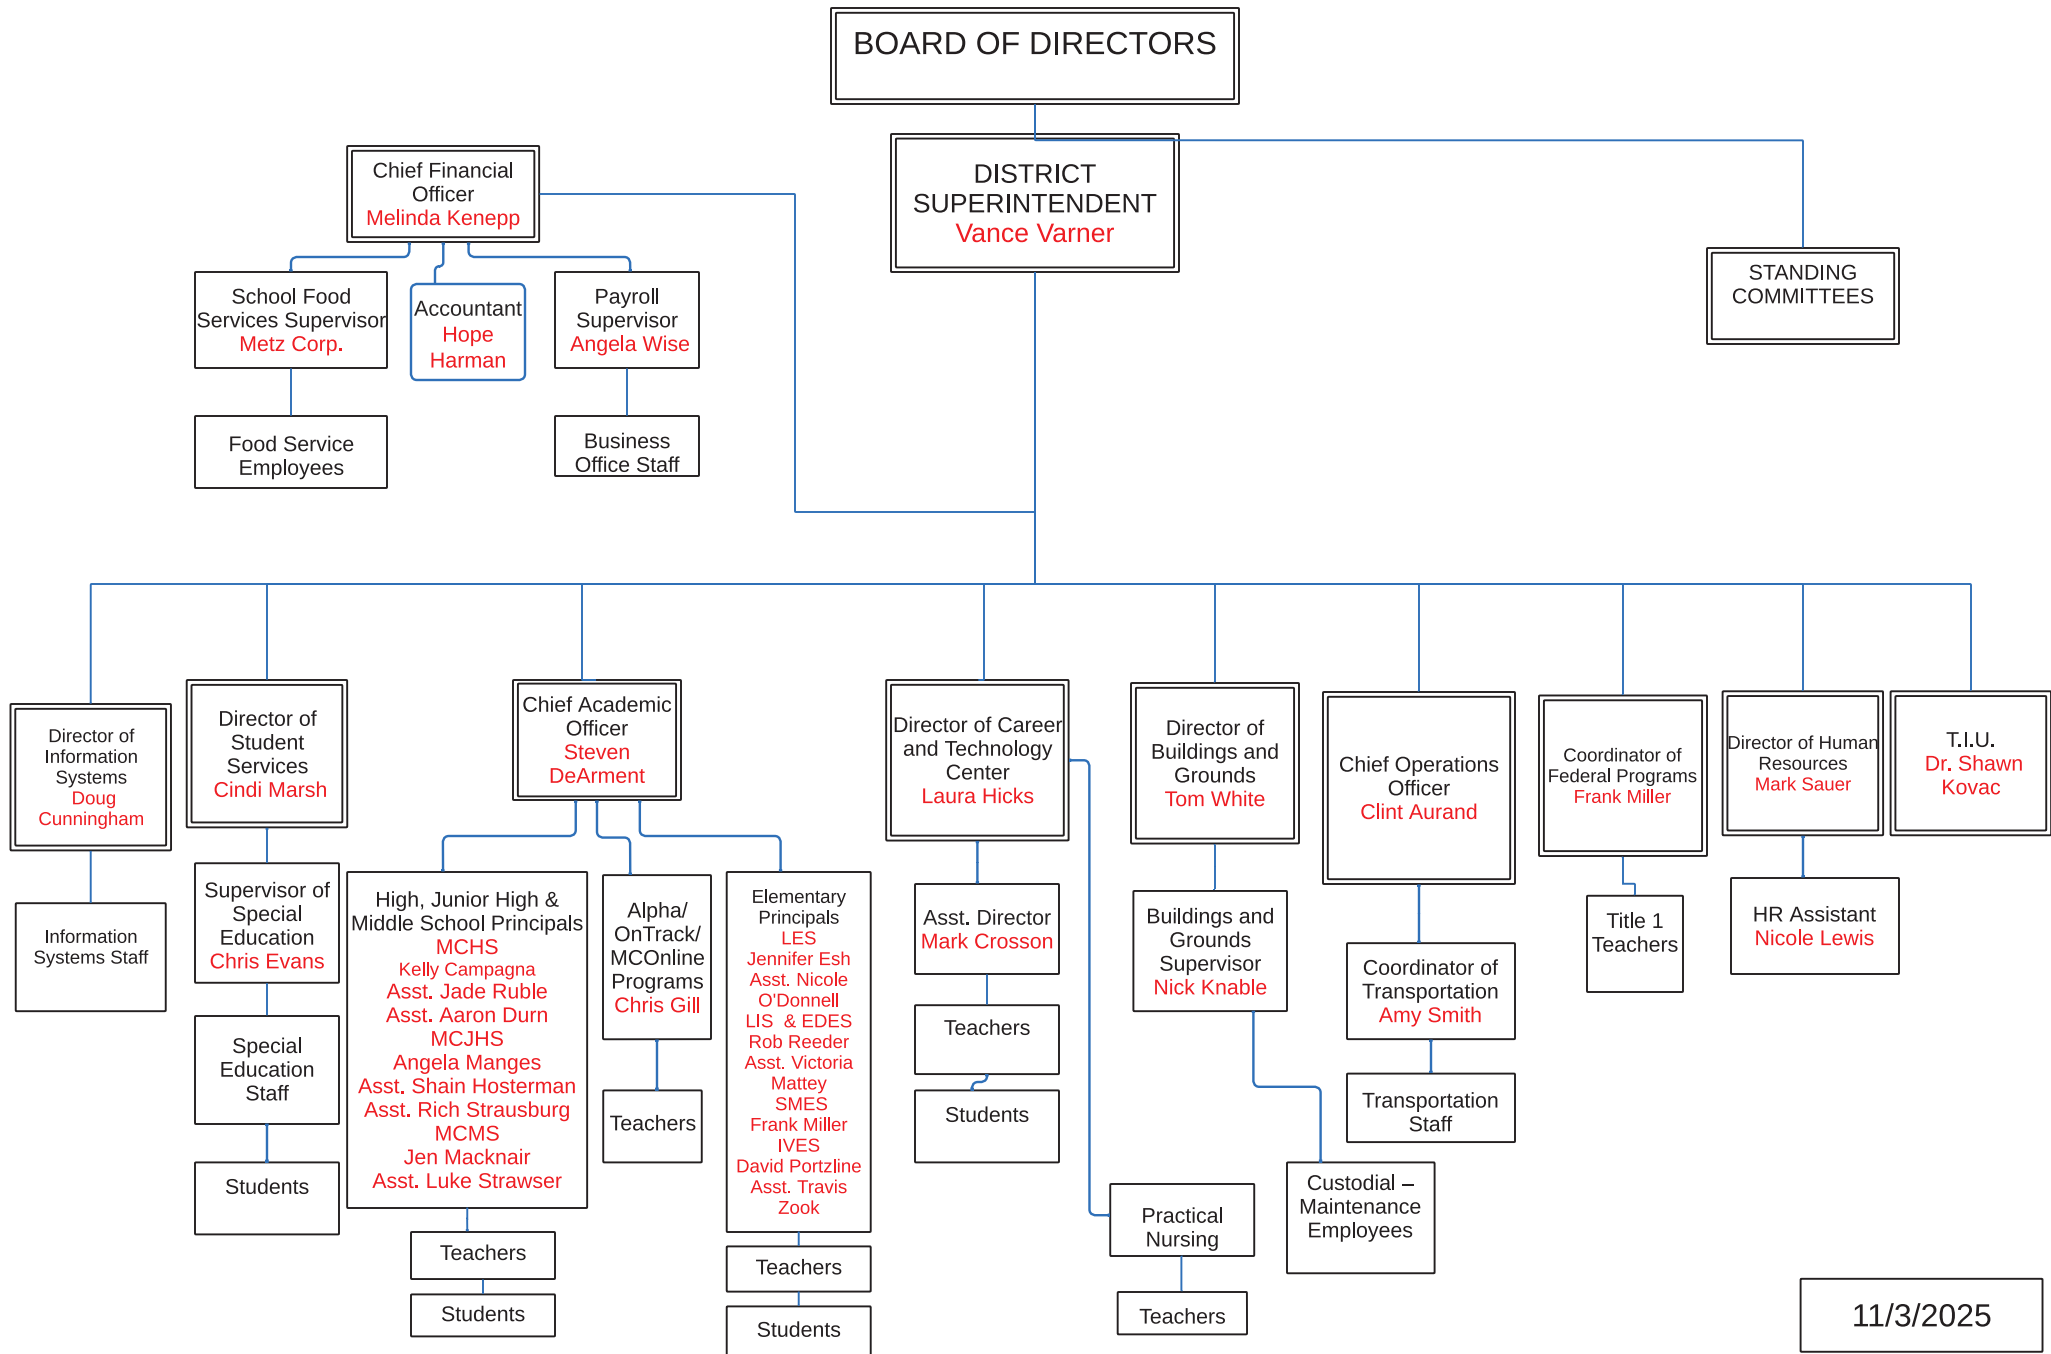 BOARD OF DIRECTORS
DISTRICT
SUPERINTENDENT
Vance Varner
STANDING
COMMITTEES
Chief Financial
Officer
Melinda Kenepp
School Food
Services Supervisor
Metz Corp.
Accountant
Hope
Harman
Payroll
Supervisor
Angela Wise
Food Service
Employees
Business
Office Staff
Director of
Information
Systems
Doug
Cunningham
Information
Systems Staff
Director of
Student
Services
Cindi Marsh
Supervisor of
Special
Education
Chris Evans
Special
Education
Staff
Students
Chief Academic
Officer
Steven
DeArment
High, Junior High &
Middle School Principals
MCHS
Kelly Campagna
Asst. Jade Ruble
Asst. Aaron Durn
MCJHS
Angela Manges
Asst. Shain Hosterman
Asst. Rich Strausburg
MCMS
Jen Macknair
Asst. Luke Strawser
Teachers
Students
Alpha/
OnTrack/
MCOnline
Programs
Chris Gill
Teachers
Elementary
Principals
LES
Jennifer Esh
Asst. Nicole
O'Donnell
LIS & EDES
Rob Reeder
Asst. Victoria
Mattey
SMES
Frank Miller
IVES
David Portzline
Asst. Travis
Zook
Teachers
Students
Director of Career
and Technology
Center
Laura Hicks
Asst. Director
Mark Crosson
Teachers
Students
Practical
Nursing
Teachers
Director of
Buildings and
Grounds
Tom White
Buildings and
Grounds
Supervisor
Nick Knable
Custodial –
Maintenance
Employees
Chief Operations
Officer
Clint Aurand
Coordinator of
Transportation
Amy Smith
Transportation
Staff
Coordinator of
Federal Programs
Frank Miller
Title 1
Teachers
Director of Human
Resources
Mark Sauer
HR Assistant
Nicole Lewis
T.I.U.
Dr. Shawn
Kovac
11/3/2025